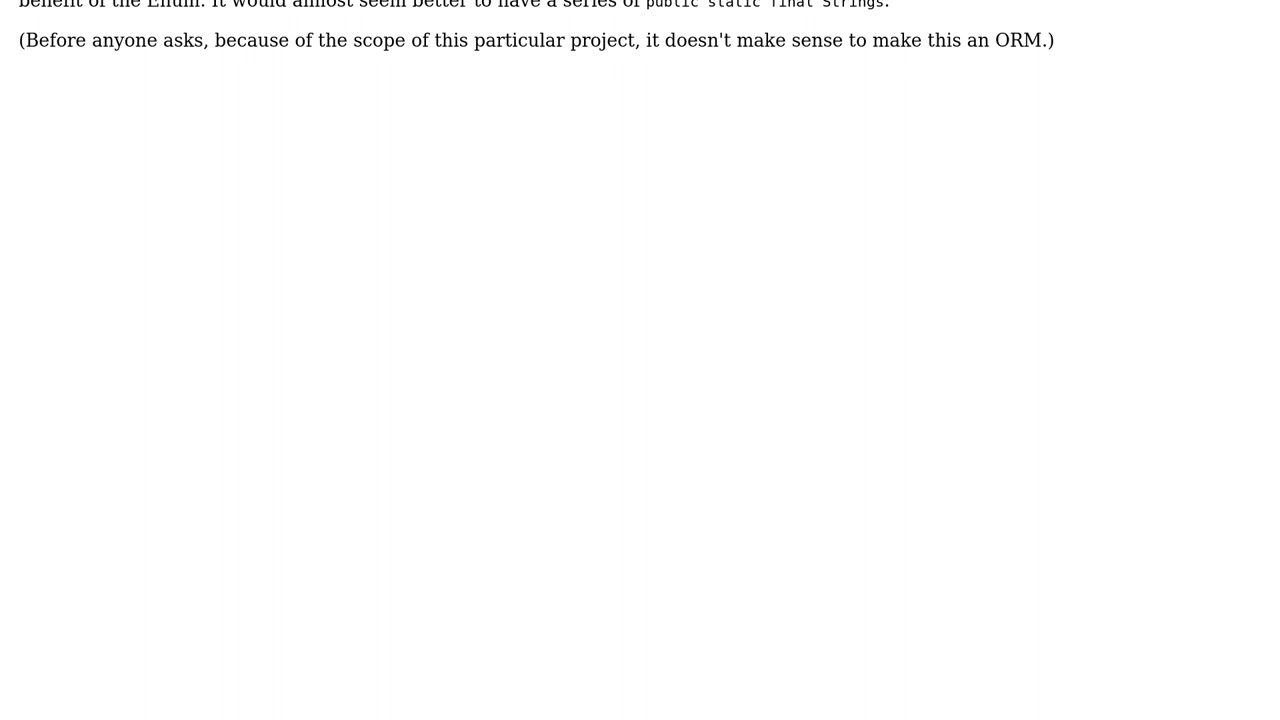 benefit of the Enum. It would almost seem better to have a series of public static final Strings.
(Before anyone asks, because of the scope of this particular project, it doesn't make sense to make this an ORM.)